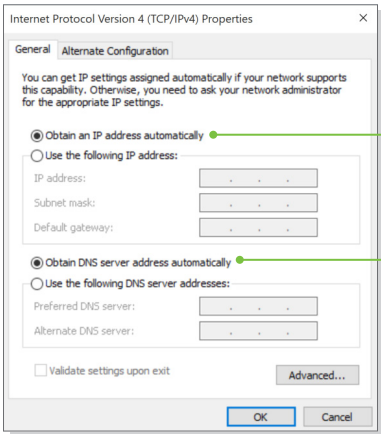 Internet Protocol Version 4 (TCP/IPv4) Properties
General Alternate Configuration
You can get IP settings assigned automatically if your network supports
this capability. Otherwise, you need to ask your network administrator
for the appropriate IP settings.
Obtain an IP address automatically
Use the following IP address:
IP address:
Subnet mask:
Default gateway:
Obtain DNS server address automatically
Use the following DNS server addresses:
Preferred DNS server:
Alternate DNS server:
Validate settings upon exit
Advanced...
OK Cancel